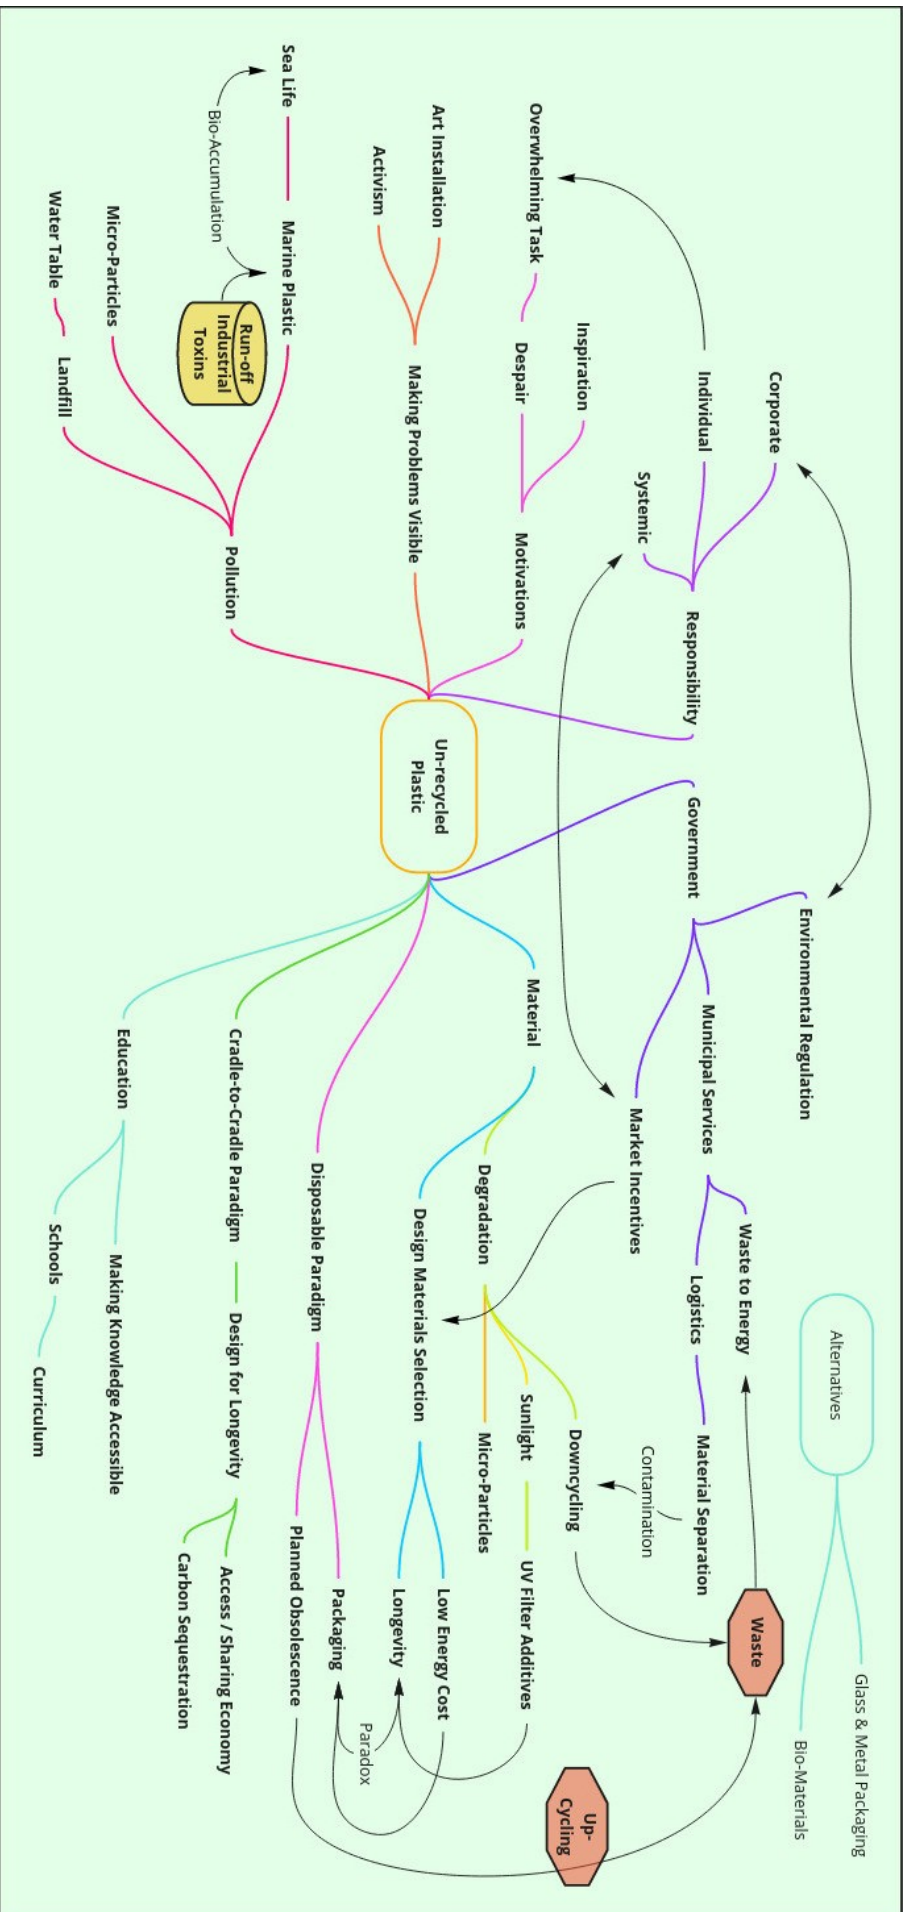 Corporate
Individual
Systemic
Responsibility
Overwhelming Task
Inspiration
Despair
Motivations
Art Installation
Activism
Making Problems Visible
Sea Life
Bio-Accumulation
Marine Plastic
Run-off
Industrial
Toxins
Micro-Particles
Water Table
Landfill
Pollution
Un-recycled
Plastic
Government
Environmental Regulation
Municipal Services
Market Incentives
Waste to Energy
Logistics
Material Separation
Contamination
Alternatives
Glass & Metal Packaging
Bio-Materials
Waste
Up-
Cycling
Material
Degradation
Downcycling
Sunlight
UV Filter Additives
Micro-Particles
Design Materials Selection
Low Energy Cost
Longevity
Paradox
Disposable Paradigm
Packaging
Planned Obsolescence
Cradle-to-Cradle Paradigm
Design for Longevity
Access / Sharing Economy
Carbon Sequestration
Education
Making Knowledge Accessible
Schools
Curriculum